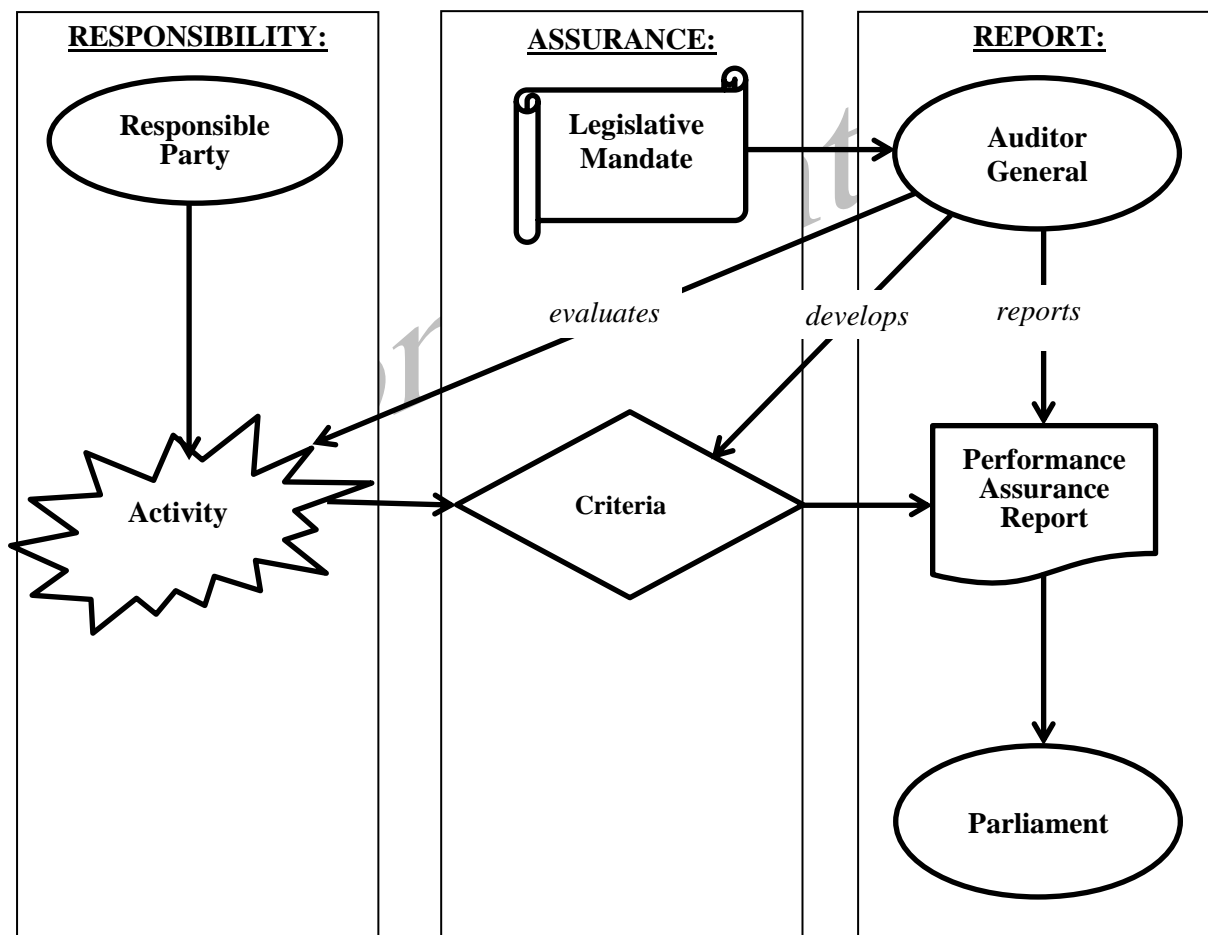 RESPONSIBILITY:
ASSURANCE:
REPORT:
Responsible
Party
Legislative
Mandate
Auditor
General
evaluates
develops
reports
Activity
Criteria
Performance
Assurance
Report
Parliament